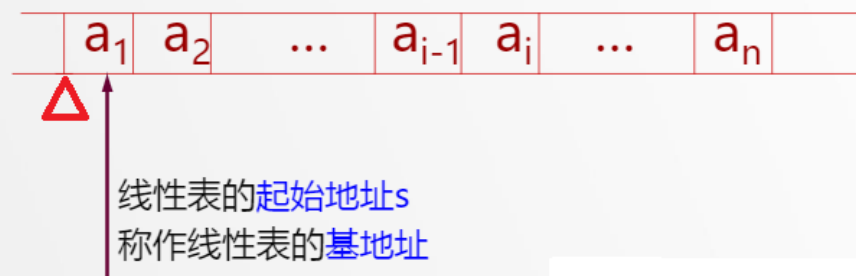 a₁ a₂ ... aᵢ₋₁ aᵢ ... aₙ
线性表的起始地址s
称作线性表的基地址